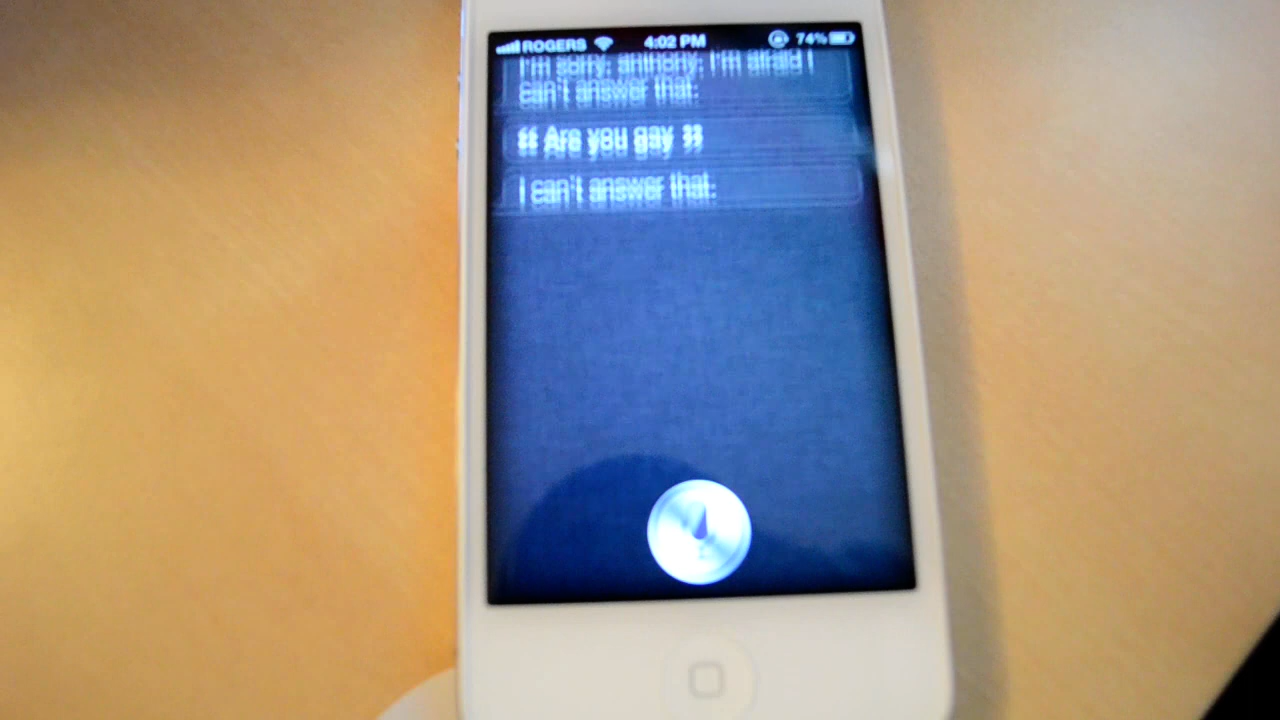 ROGERS 4:02 PM 74%
I'm sorry, anthony, I'm afraid I
can't answer that.
“ Are you gay ”
I can't answer that.